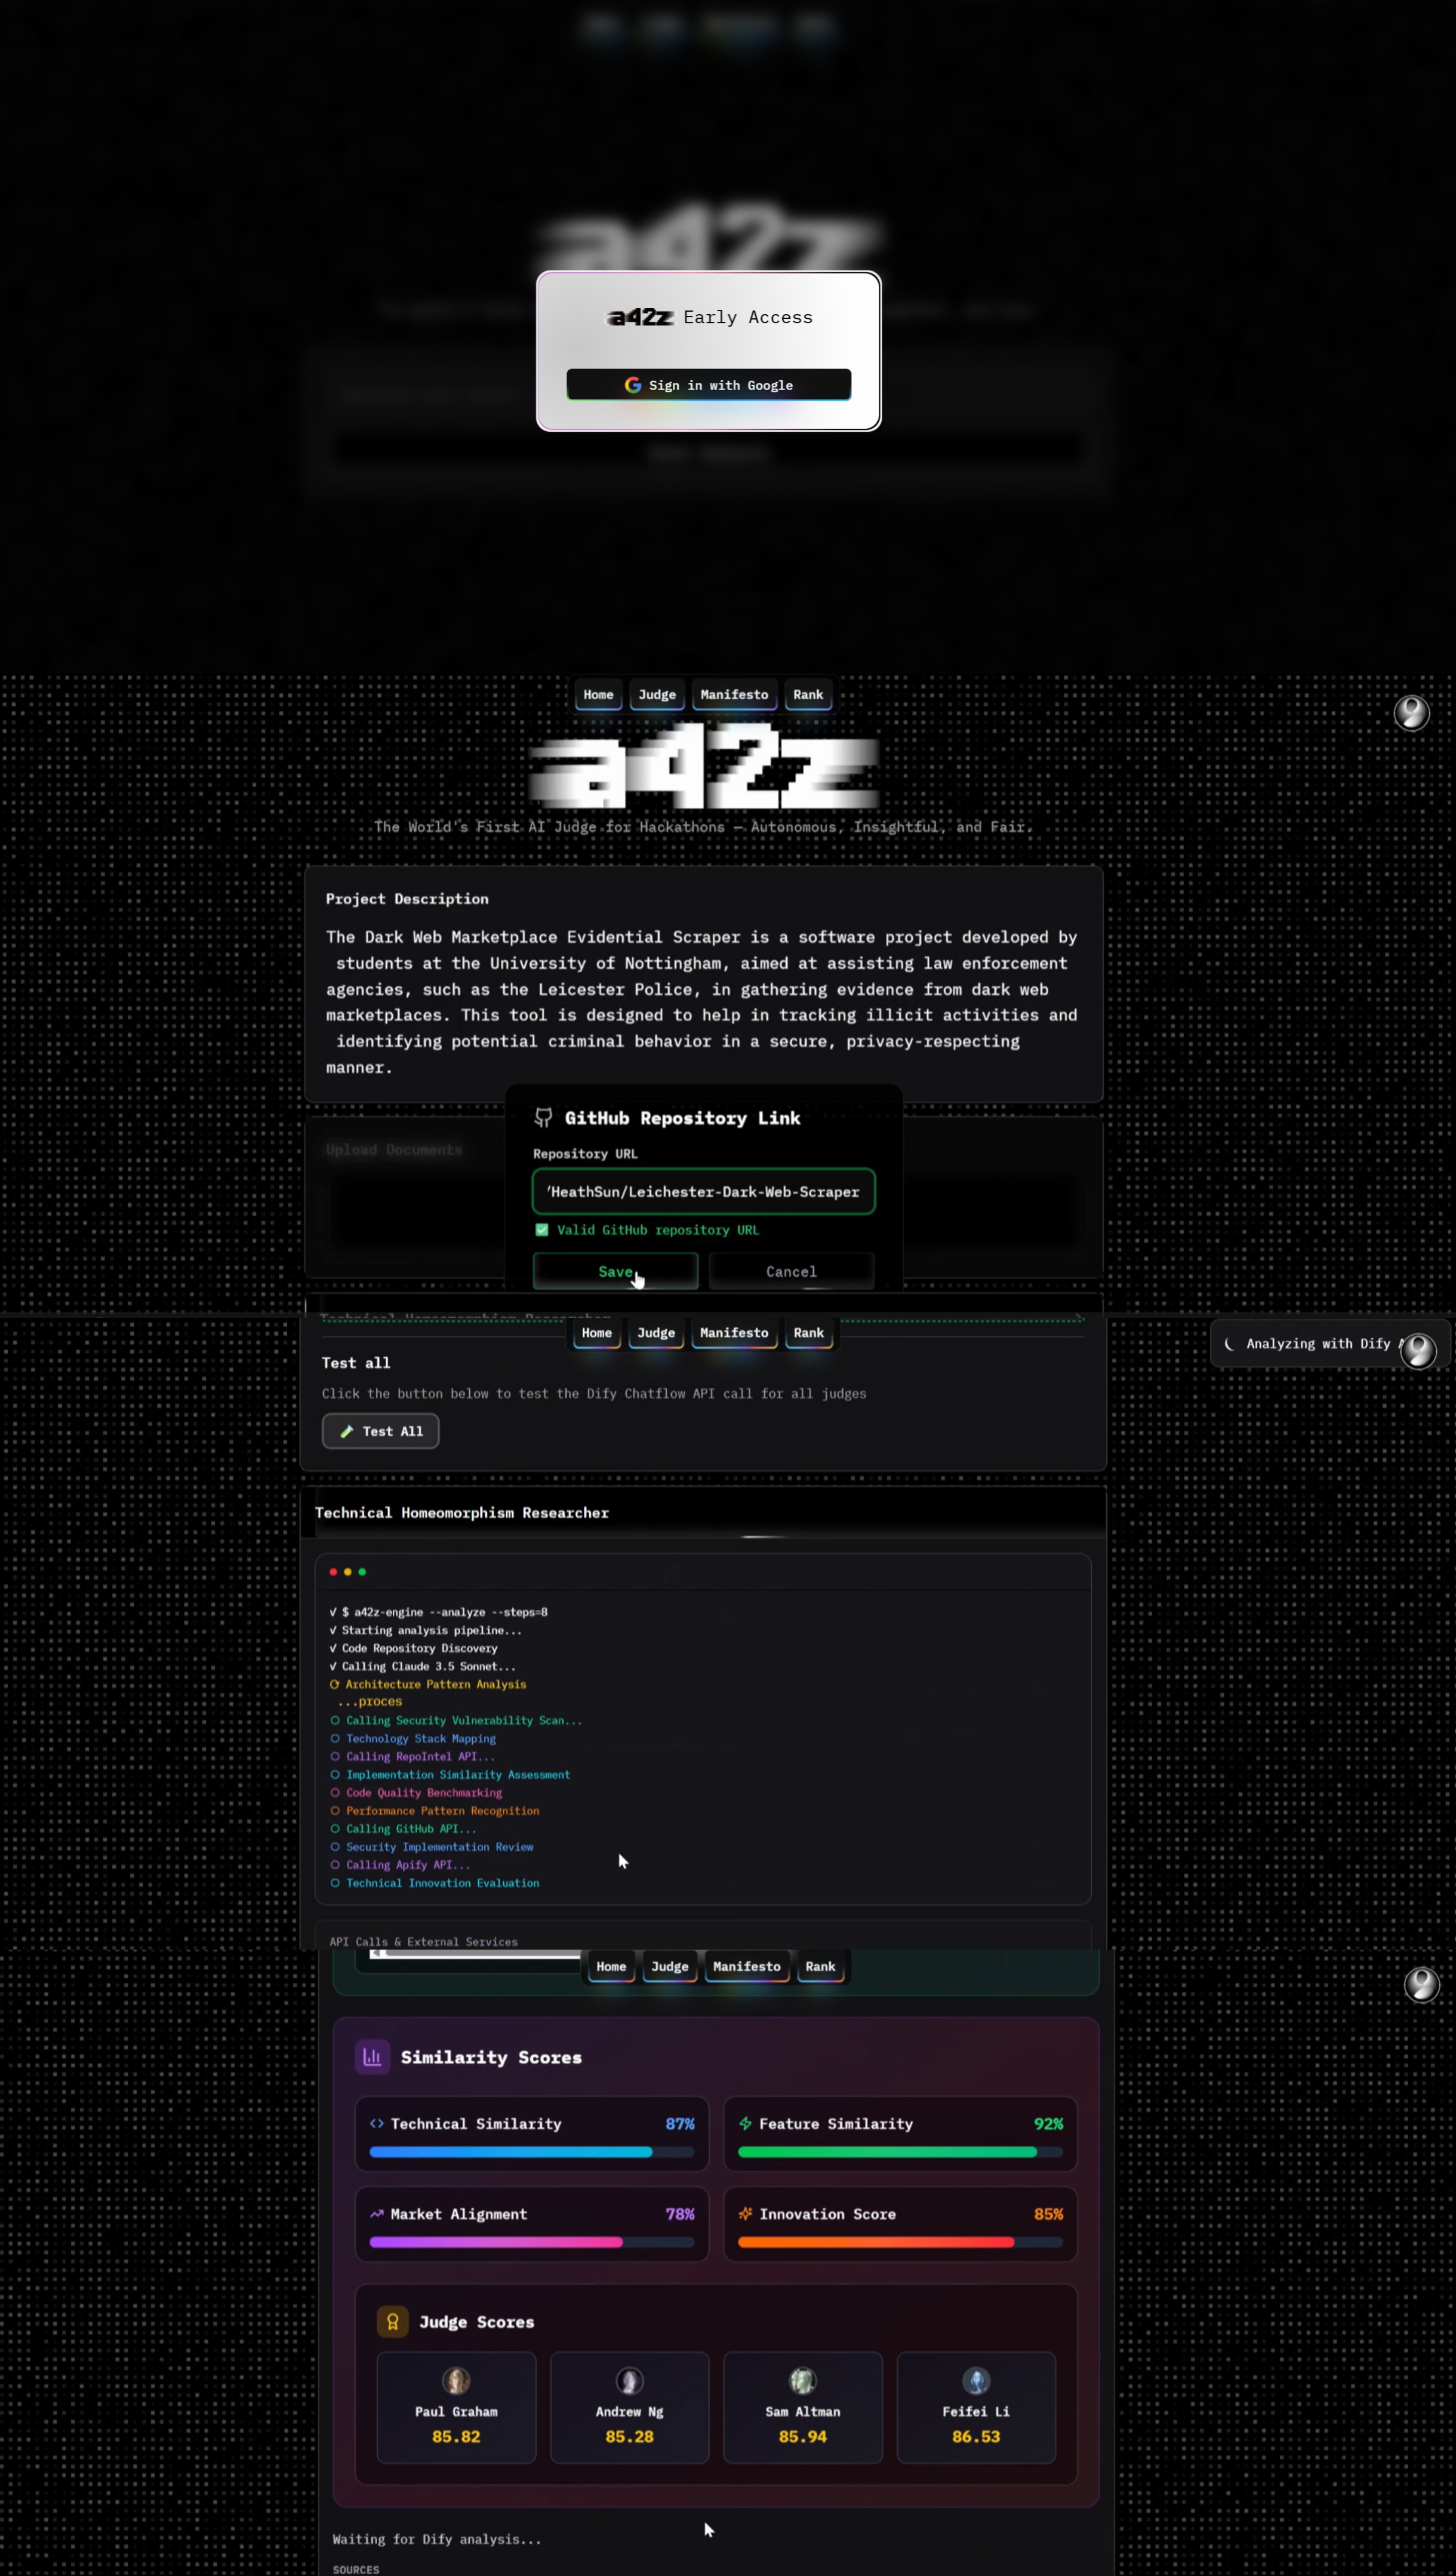 a42z
a42z Early Access
Sign in with Google
Home Judge Manifesto Rank
a42z
The World's First AI Judge for Hackathons — Autonomous, Insightful, and Fair.
Project Description
The Dark Web Marketplace Evidential Scraper is a software project developed by
students at the University of Nottingham, aimed at assisting law enforcement
agencies, such as the Leicester Police, in gathering evidence from dark web
marketplaces. This tool is designed to help in tracking illicit activities and
identifying potential criminal behavior in a secure, privacy-respecting
manner.
GitHub Repository Link
Upload Documents
Repository URL
HeathSun/Leichester-Dark-Web-Scraper
Valid GitHub repository URL
Save Cancel
Technical Homeomorphism Researcher
Home Judge Manifesto Rank
Analyzing with Dify
Test all
Click the button below to test the Dify Chatflow API call for all judges
Test All
Technical Homeomorphism Researcher
√ $ a42z-engine --analyze --steps=8
√ Starting analysis pipeline...
√ Code Repository Discovery
√ Calling Claude 3.5 Sonnet...
Architecture Pattern Analysis
...proces
Calling Security Vulnerability Scan...
Technology Stack Mapping
Calling RepoIntel API...
Implementation Similarity Assessment
Code Quality Benchmarking
Performance Pattern Recognition
Calling GitHub API...
Security Implementation Review
Calling Apify API...
Technical Innovation Evaluation
API Calls & External Services
Home Judge Manifesto Rank
Similarity Scores
Technical Similarity 87%
Feature Similarity 92%
Market Alignment 78%
Innovation Score 85%
Judge Scores
Paul Graham
85.82
Andrew Ng
85.28
Sam Altman
85.94
Feifei Li
86.53
Waiting for Dify analysis...
SOURCES